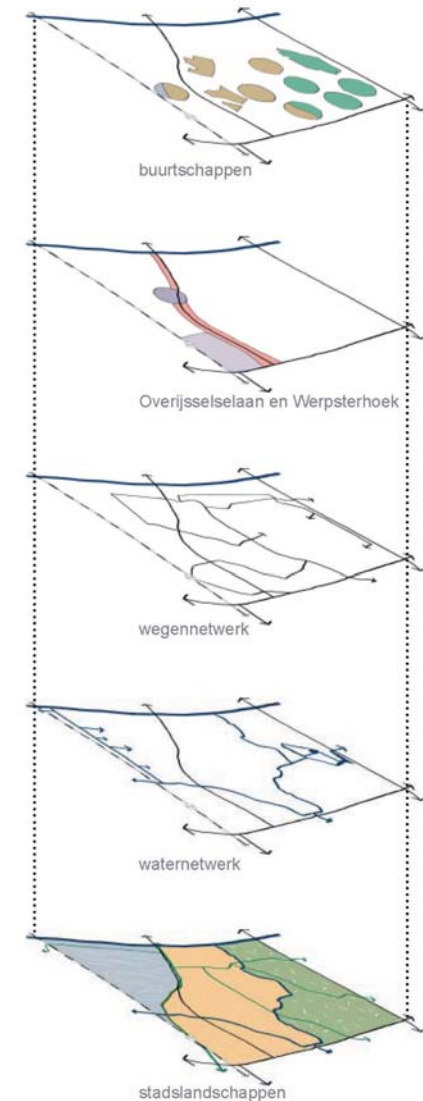 buurtschappen
Overijsselselaan en Werpsterhoek
wegennetwerk
waternetwerk
stadslandschappen